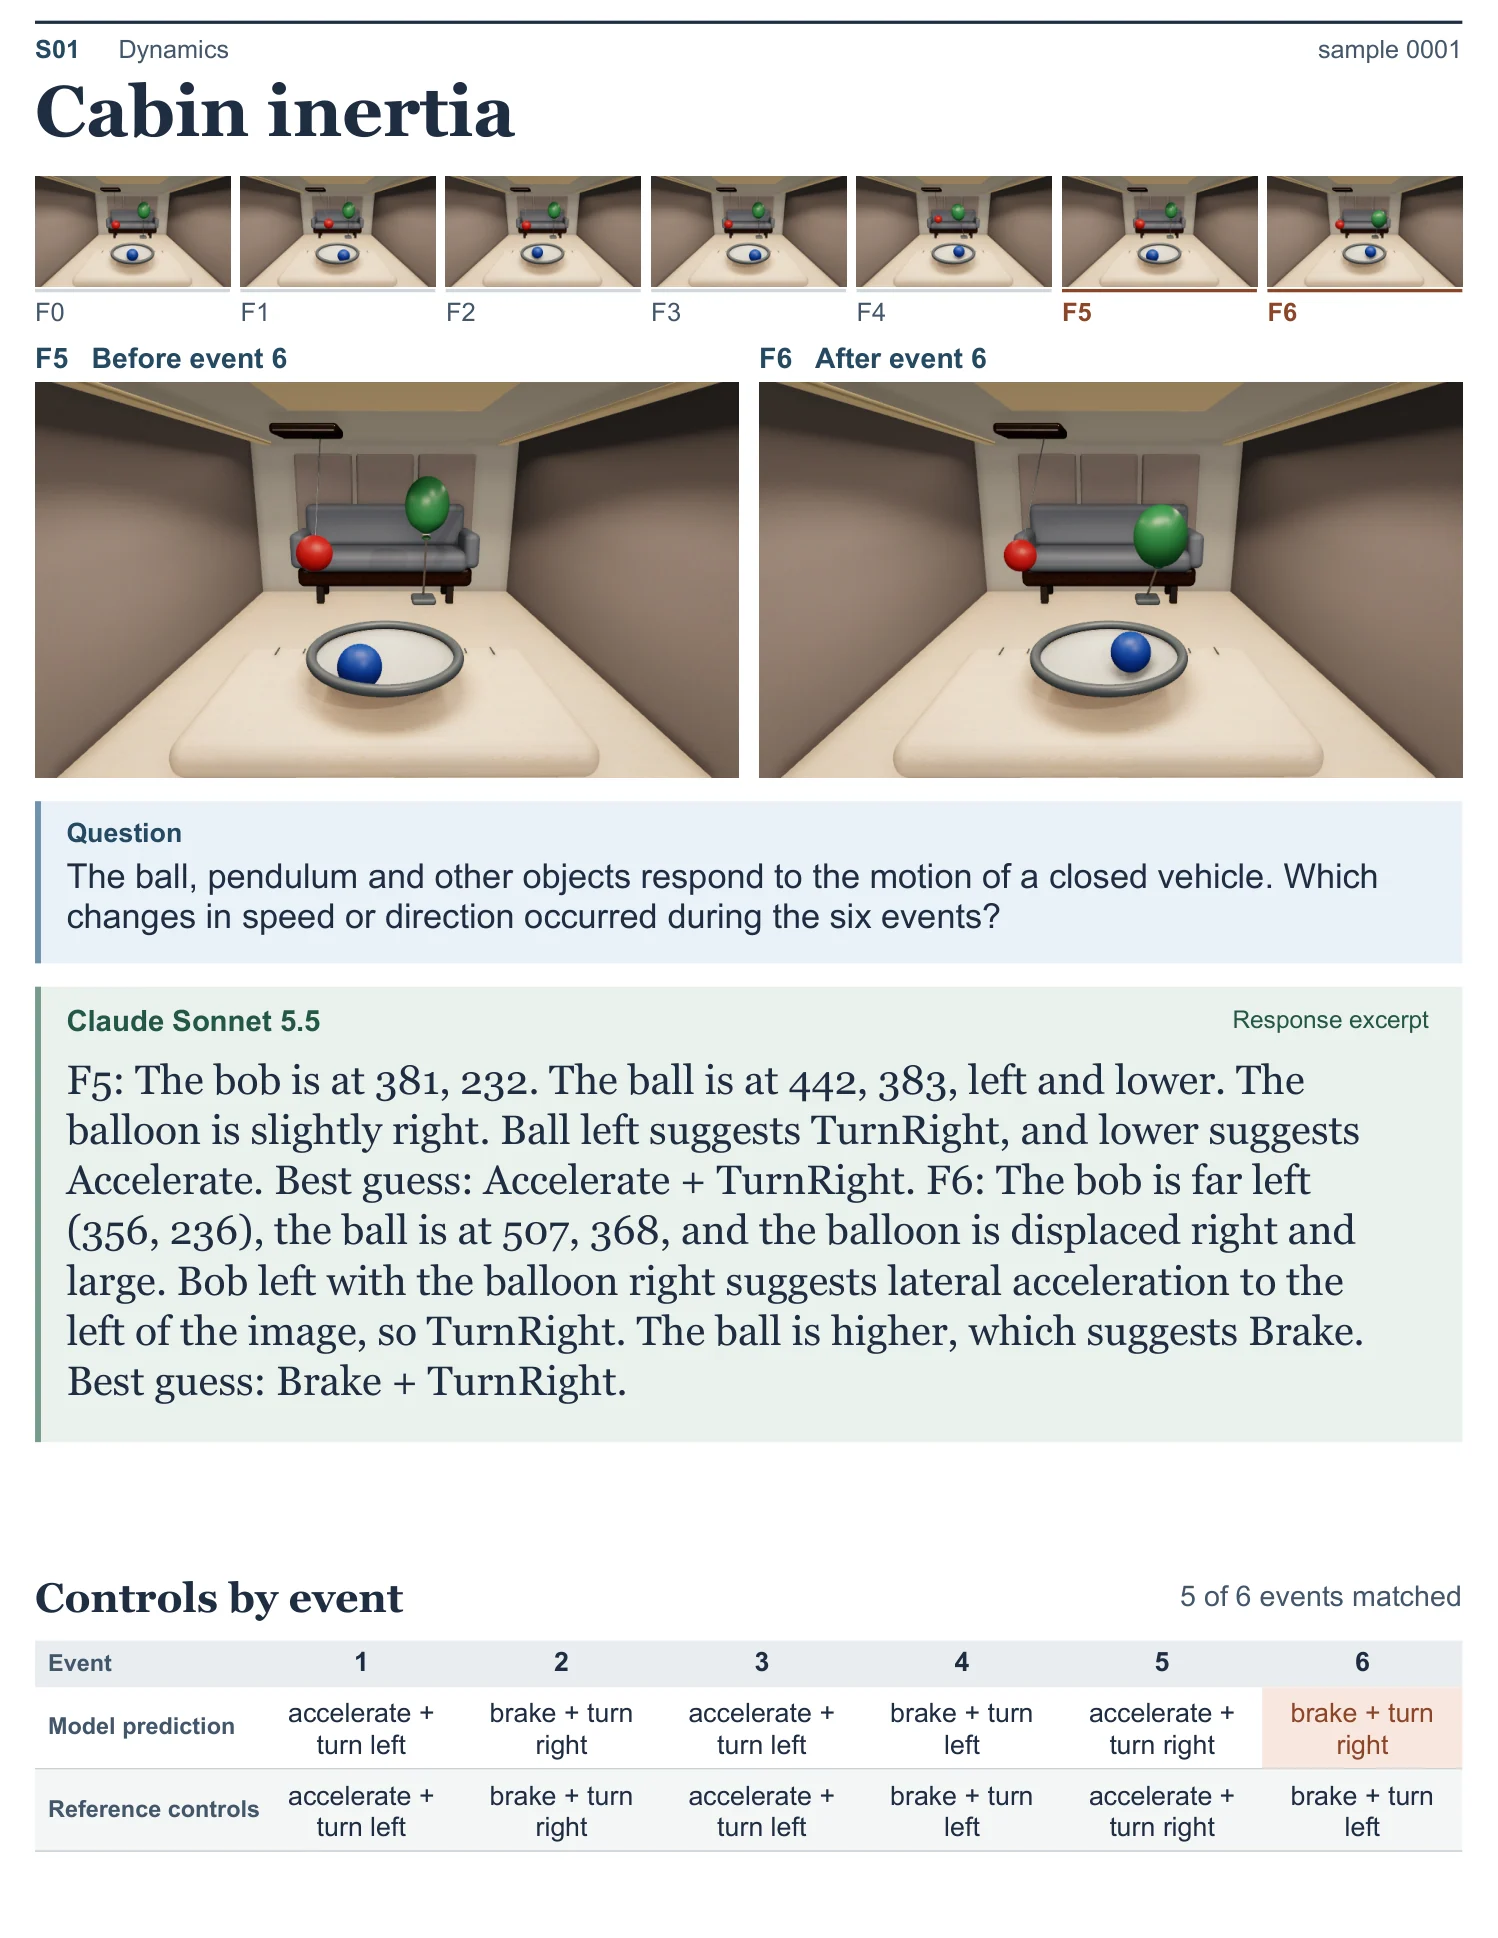 S01 Dynamics sample 0001
Cabin inertia
F0 F1 F2 F3 F4 F5 F6
F5 Before event 6
F6 After event 6
Question
The ball, pendulum and other objects respond to the motion of a closed vehicle. Which
changes in speed or direction occurred during the six events?
Claude Sonnet 5.5 Response excerpt
F5: The bob is at 381, 232. The ball is at 442, 383, left and lower. The
balloon is slightly right. Ball left suggests TurnRight, and lower suggests
Accelerate. Best guess: Accelerate + TurnRight. F6: The bob is far left
(356, 236), the ball is at 507, 368, and the balloon is displaced right and
large. Bob left with the balloon right suggests lateral acceleration to the
left of the image, so TurnRight. The ball is higher, which suggests Brake.
Best guess: Brake + TurnRight.
Controls by event 5 of 6 events matched
Event 1 2 3 4 5 6
Model prediction
accelerate +
turn left
brake + turn
right
accelerate +
turn left
brake + turn
left
accelerate +
turn right
brake + turn
right
Reference controls
accelerate +
turn left
brake + turn
right
accelerate +
turn left
brake + turn
left
accelerate +
turn right
brake + turn
left